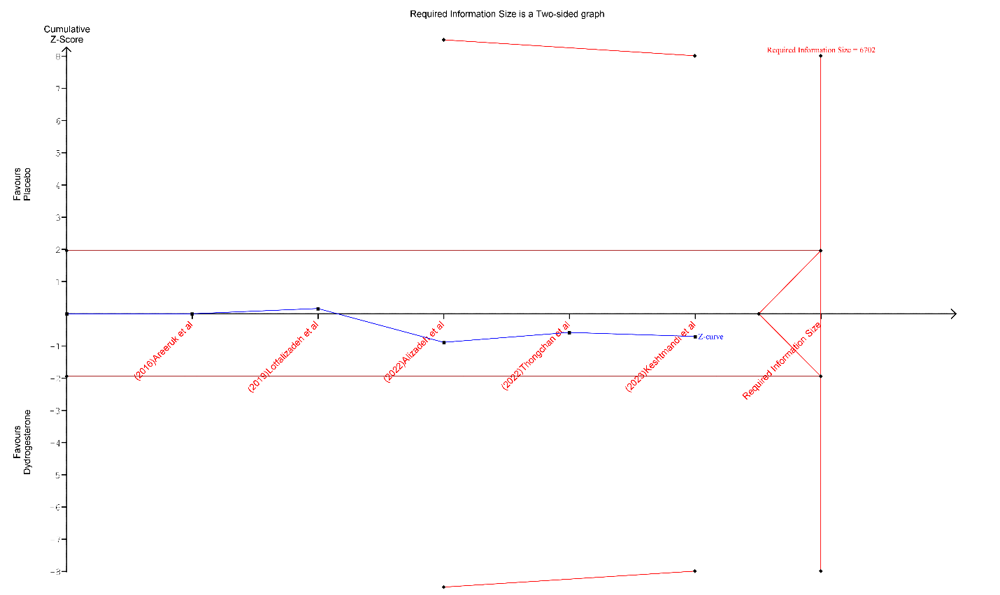 Required Information Size is a Two-sided graph
Cumulative
Z-Score
Required Information Size = 6702
8
7
6
5
4
3
2
1
-1
-2
-3
-4
-5
-6
-7
-8
Favours
Placebo
Favours
Dydrogesterone
(2016)Areeruk et al
(2019)Lotfalizadeh et al
(2022)Alizadeh et al
(2022)Thongchan et al
(2023)Keshtmandi et al
Z-curve
Required Information Size